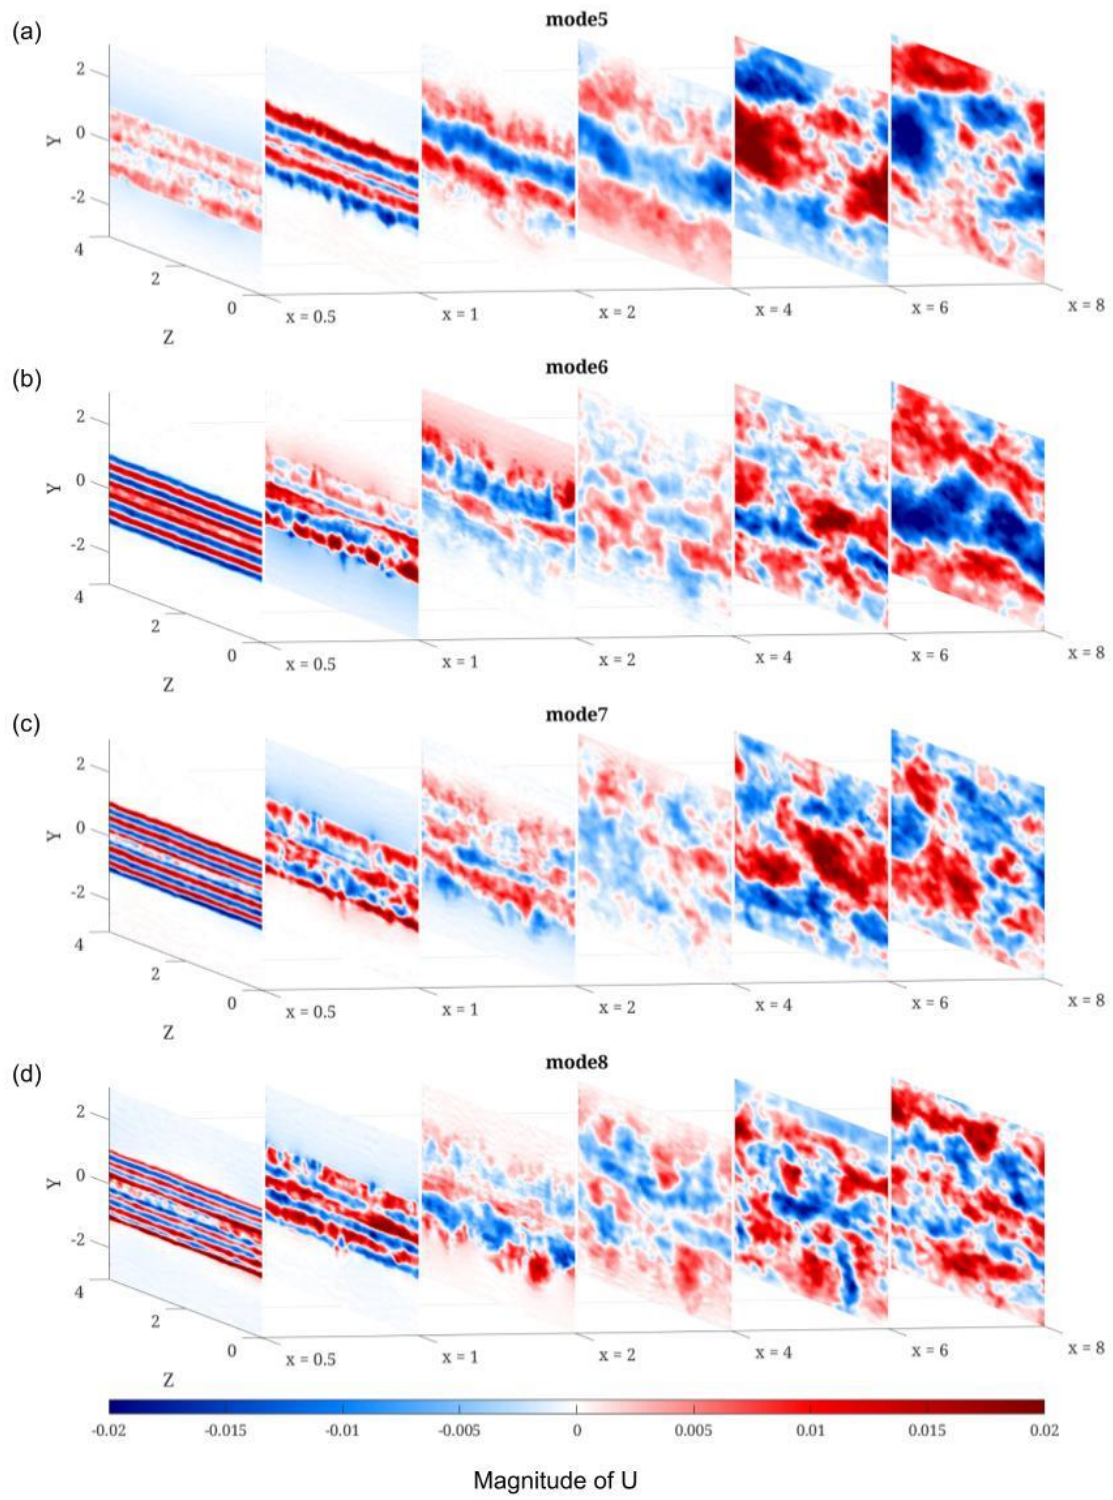 (a)
mode5
2
0
Y
-2
4
2
0
Z
x = 0.5
x = 1
x = 2
x = 4
x = 6
x = 8
(b)
mode6
2
0
Y
-2
4
2
0
Z
x = 0.5
x = 1
x = 2
x = 4
x = 6
x = 8
(c)
mode7
2
0
Y
-2
4
2
0
Z
x = 0.5
x = 1
x = 2
x = 4
x = 6
x = 8
(d)
mode8
2
0
Y
-2
4
2
0
Z
x = 0.5
x = 1
x = 2
x = 4
x = 6
x = 8
-0.02 -0.015 -0.01 -0.005 0 0.005 0.01 0.015 0.02
Magnitude of U